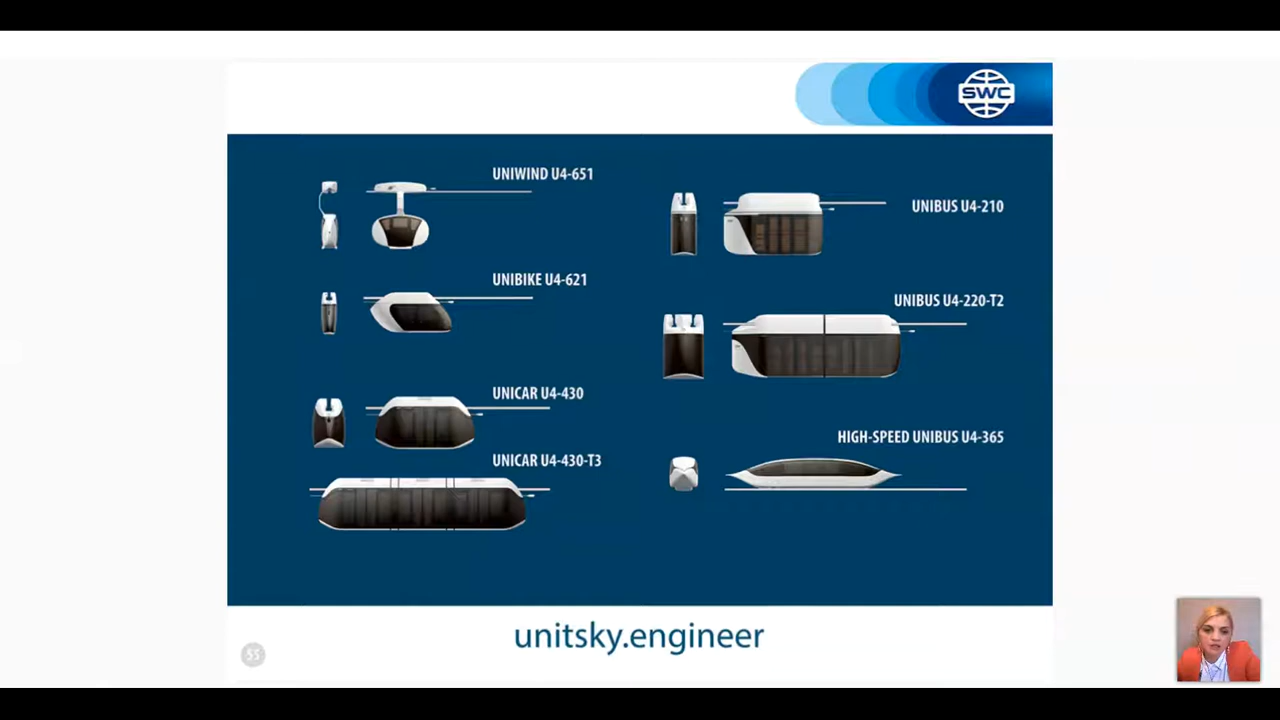 SWC
UNIWIND U4-651
UNIBIKE U4-621
UNICAR U4-430
UNICAR U4-430-T3
UNIBUS U4-210
UNIBUS U4-220-T2
HIGH-SPEED UNIBUS U4-365
unitsky.engineer
55